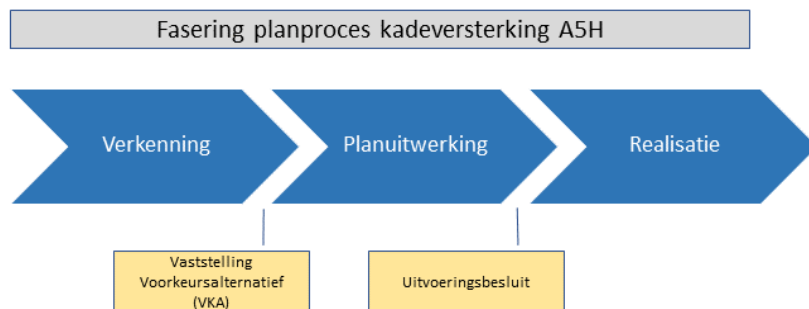 Fasering planproces kadeversterking A5H
Verkenning
Planuitwerking
Realisatie
Vaststelling
Voorkeursalternatief
(VKA)
Uitvoeringsbesluit